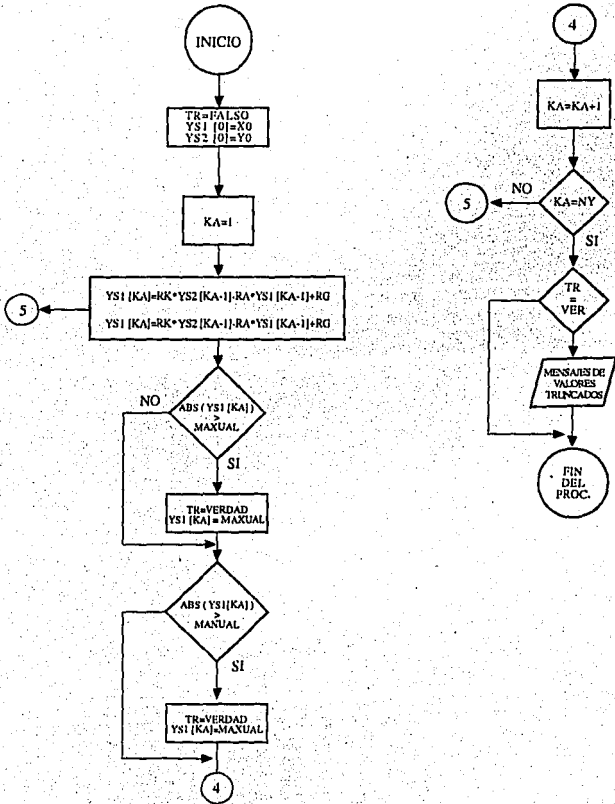 INICIO
TR=FALSO
YS1 [0]=X0
YS2 [0]=Y0
KA=1
5
YS1 [KA]=RK*YS2 [KA-1]-RA*YS1 [KA-1]+RG
YS1 [KA]=RK*YS2 [KA-1]-RA*YS1 [KA-1]+RG
NO
ABS ( YS1 [KA] )
>
MAXUAL
SI
TR=VERDAD
YS1 [KA] = MAXUAL
ABS ( YS1[KA] )
>
MANUAL
SI
TR=VERDAD
YS1 [KA]=MAXUAL
4
4
KA=KA+1
NO
5
KA=NY
SI
TR
=
VER
MENSAJES DE
VALORES
TRUNCADOS
FIN
DEL
PROC.